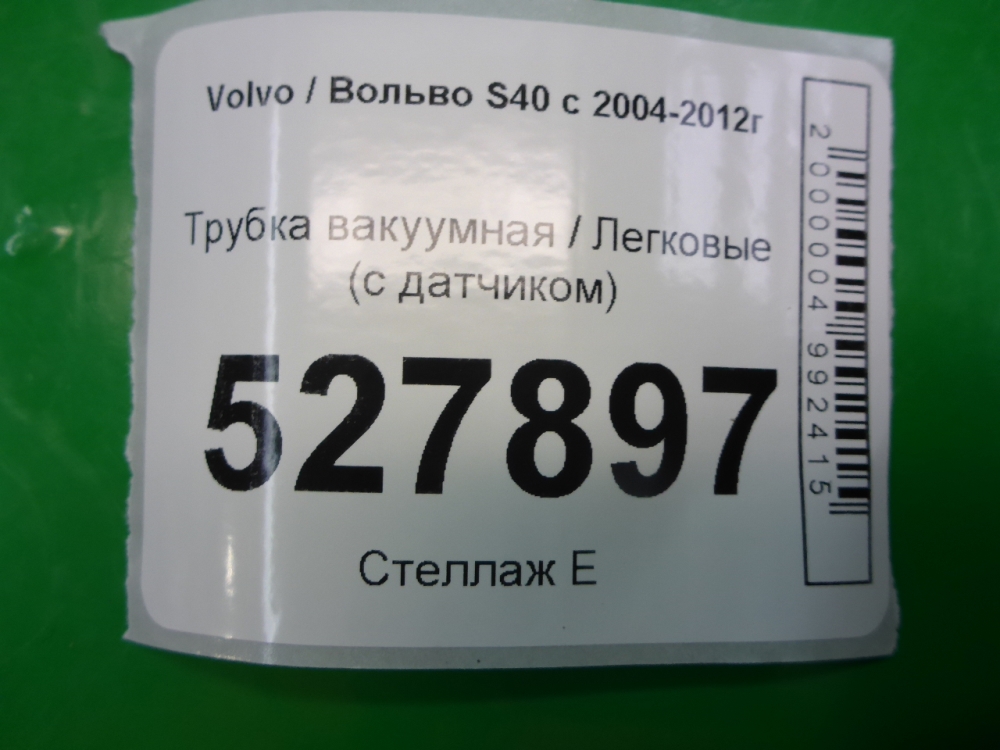 Volvo / Вольво S40 с 2004-2012г
Трубка вакуумная / Легковые
(с датчиком)
527897
Стеллаж Е
2000004992415